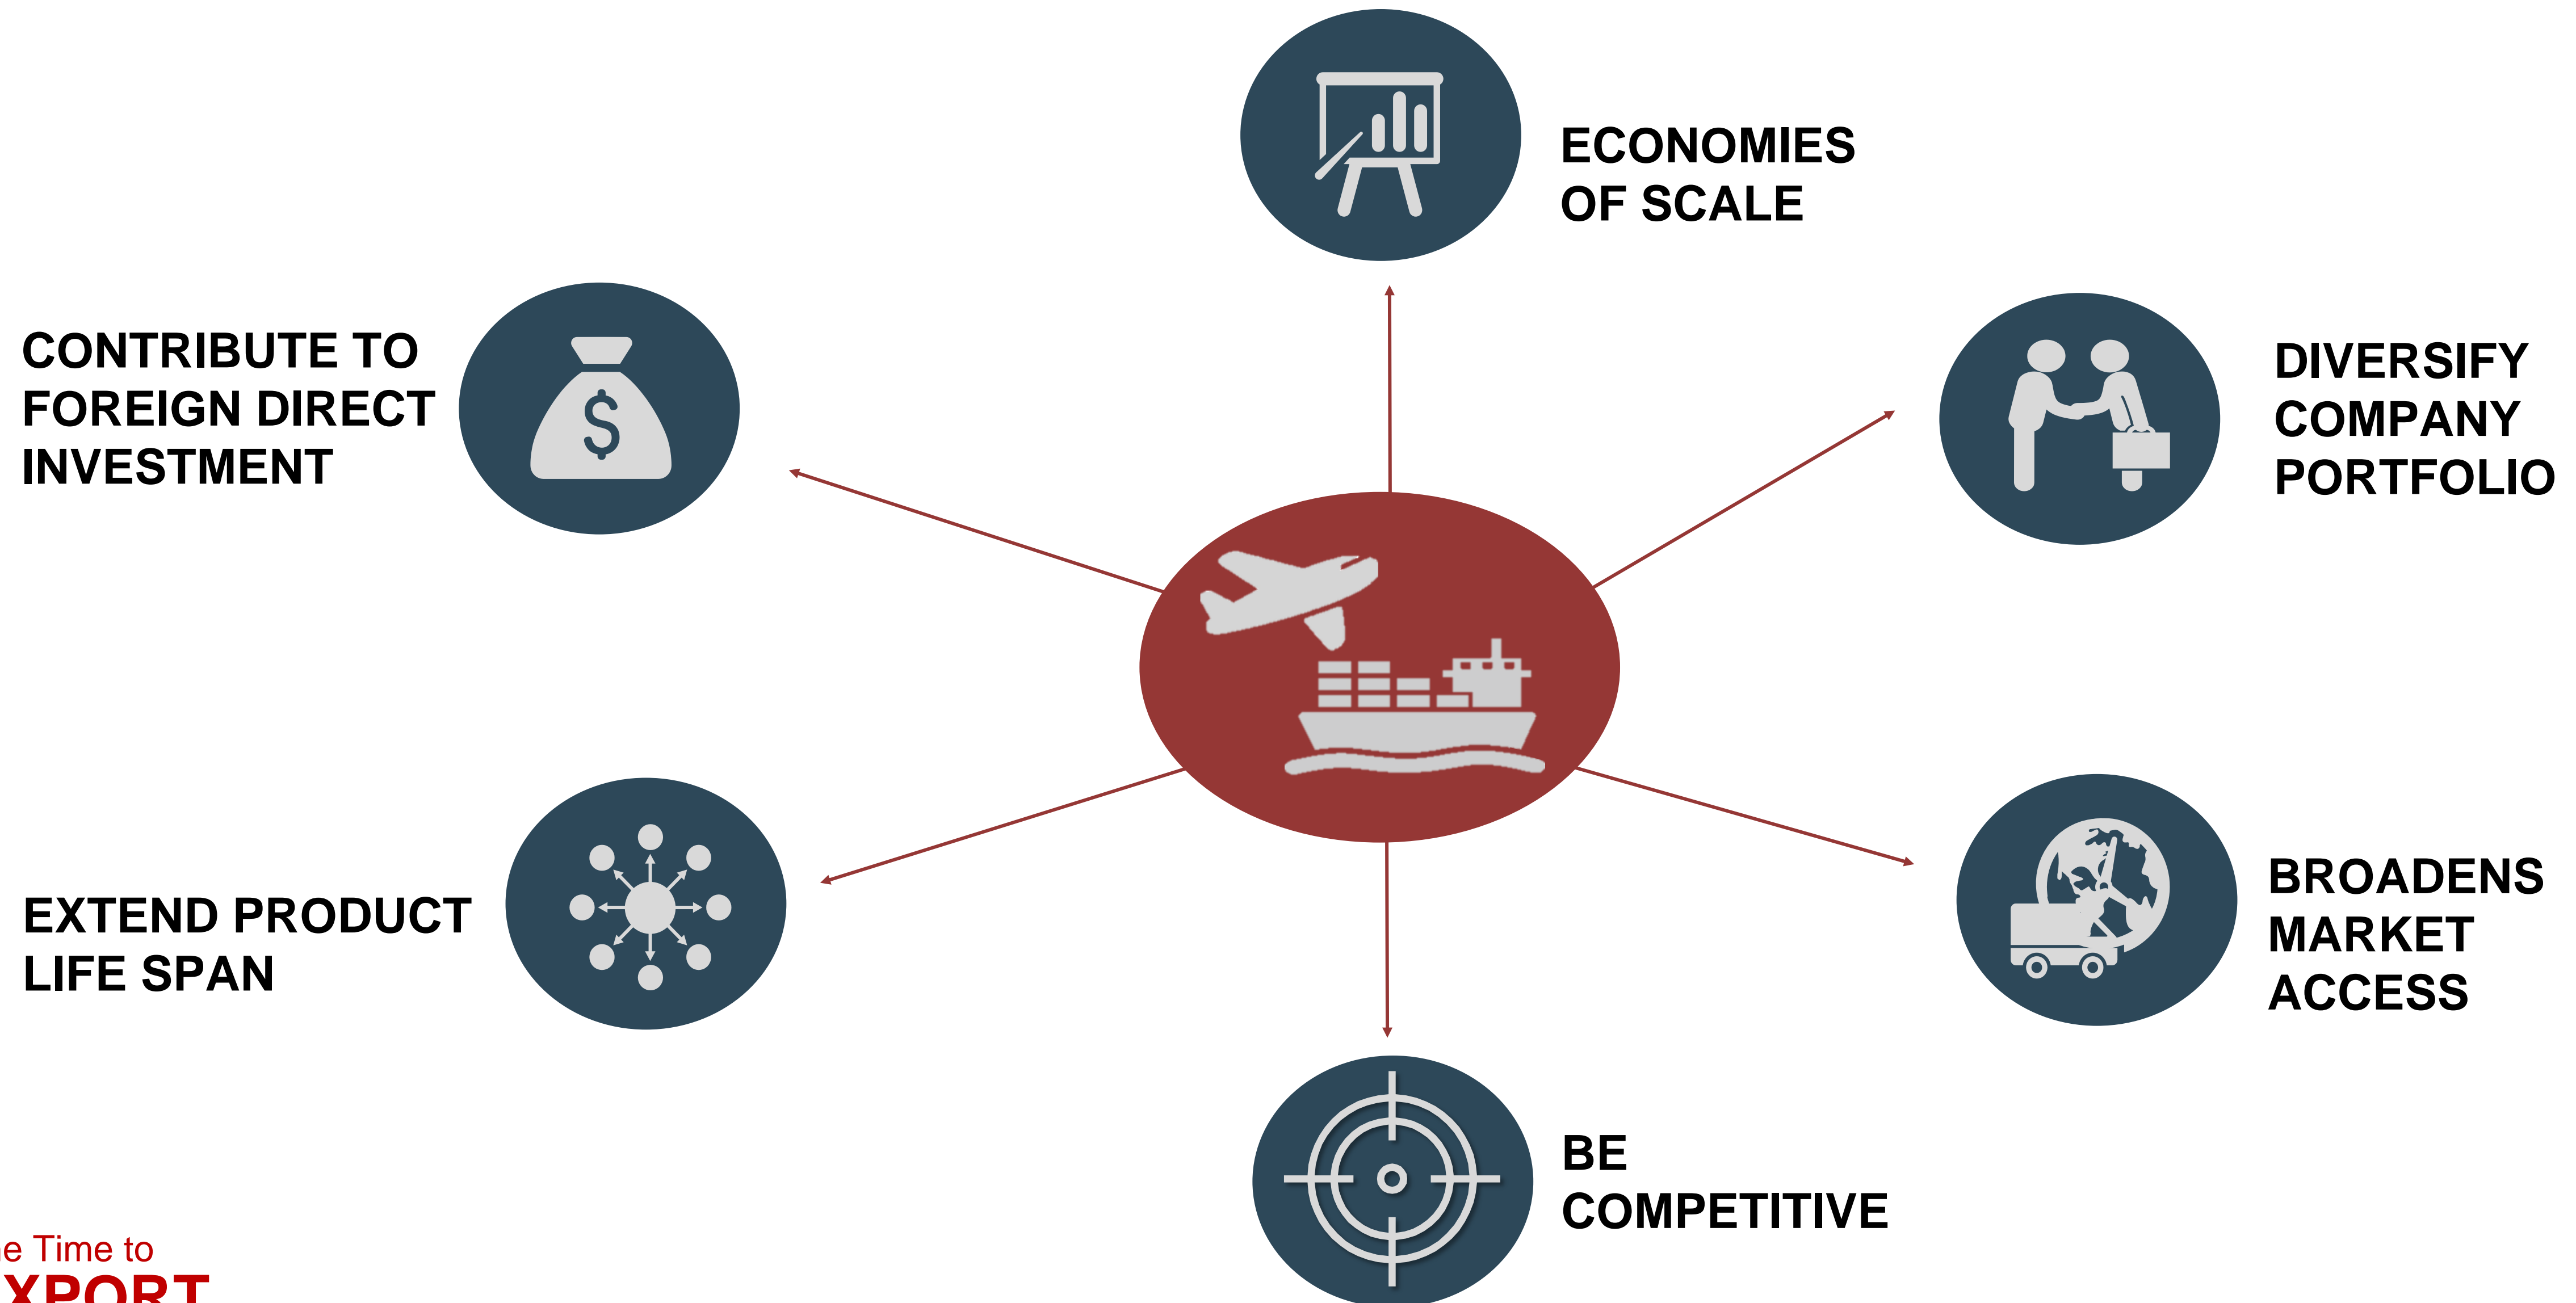 ECONOMIES
OF SCALE
CONTRIBUTE TO
FOREIGN DIRECT
INVESTMENT
$
DIVERSIFY
COMPANY
PORTFOLIO
EXTEND PRODUCT
LIFE SPAN
BROADENS
MARKET
ACCESS
BE
COMPETITIVE
Time to